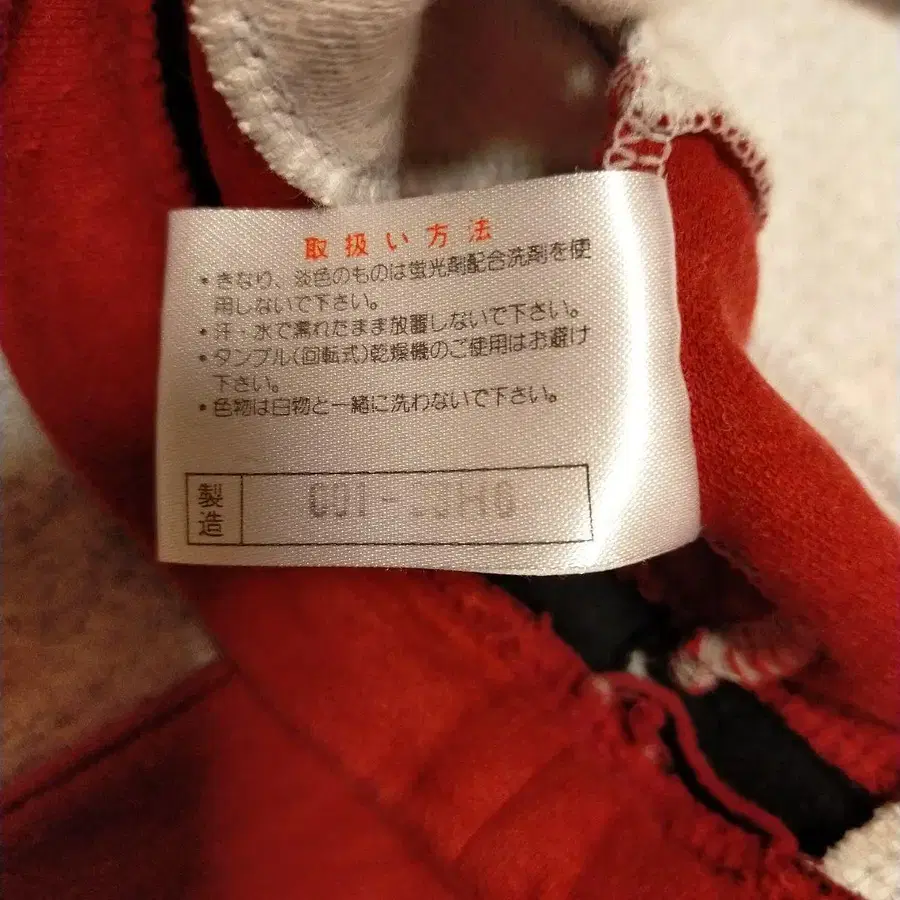 取扱い方法
・きなり、淡色のものは蛍光剤配合洗剤を使
用しないで下さい。
・汗・水で濡れたまま放置しないで下さい。
・タンブル(回転式)乾燥機のご使用はお避け
下さい。
・色物は白物と一緒に洗わないで下さい。
製造